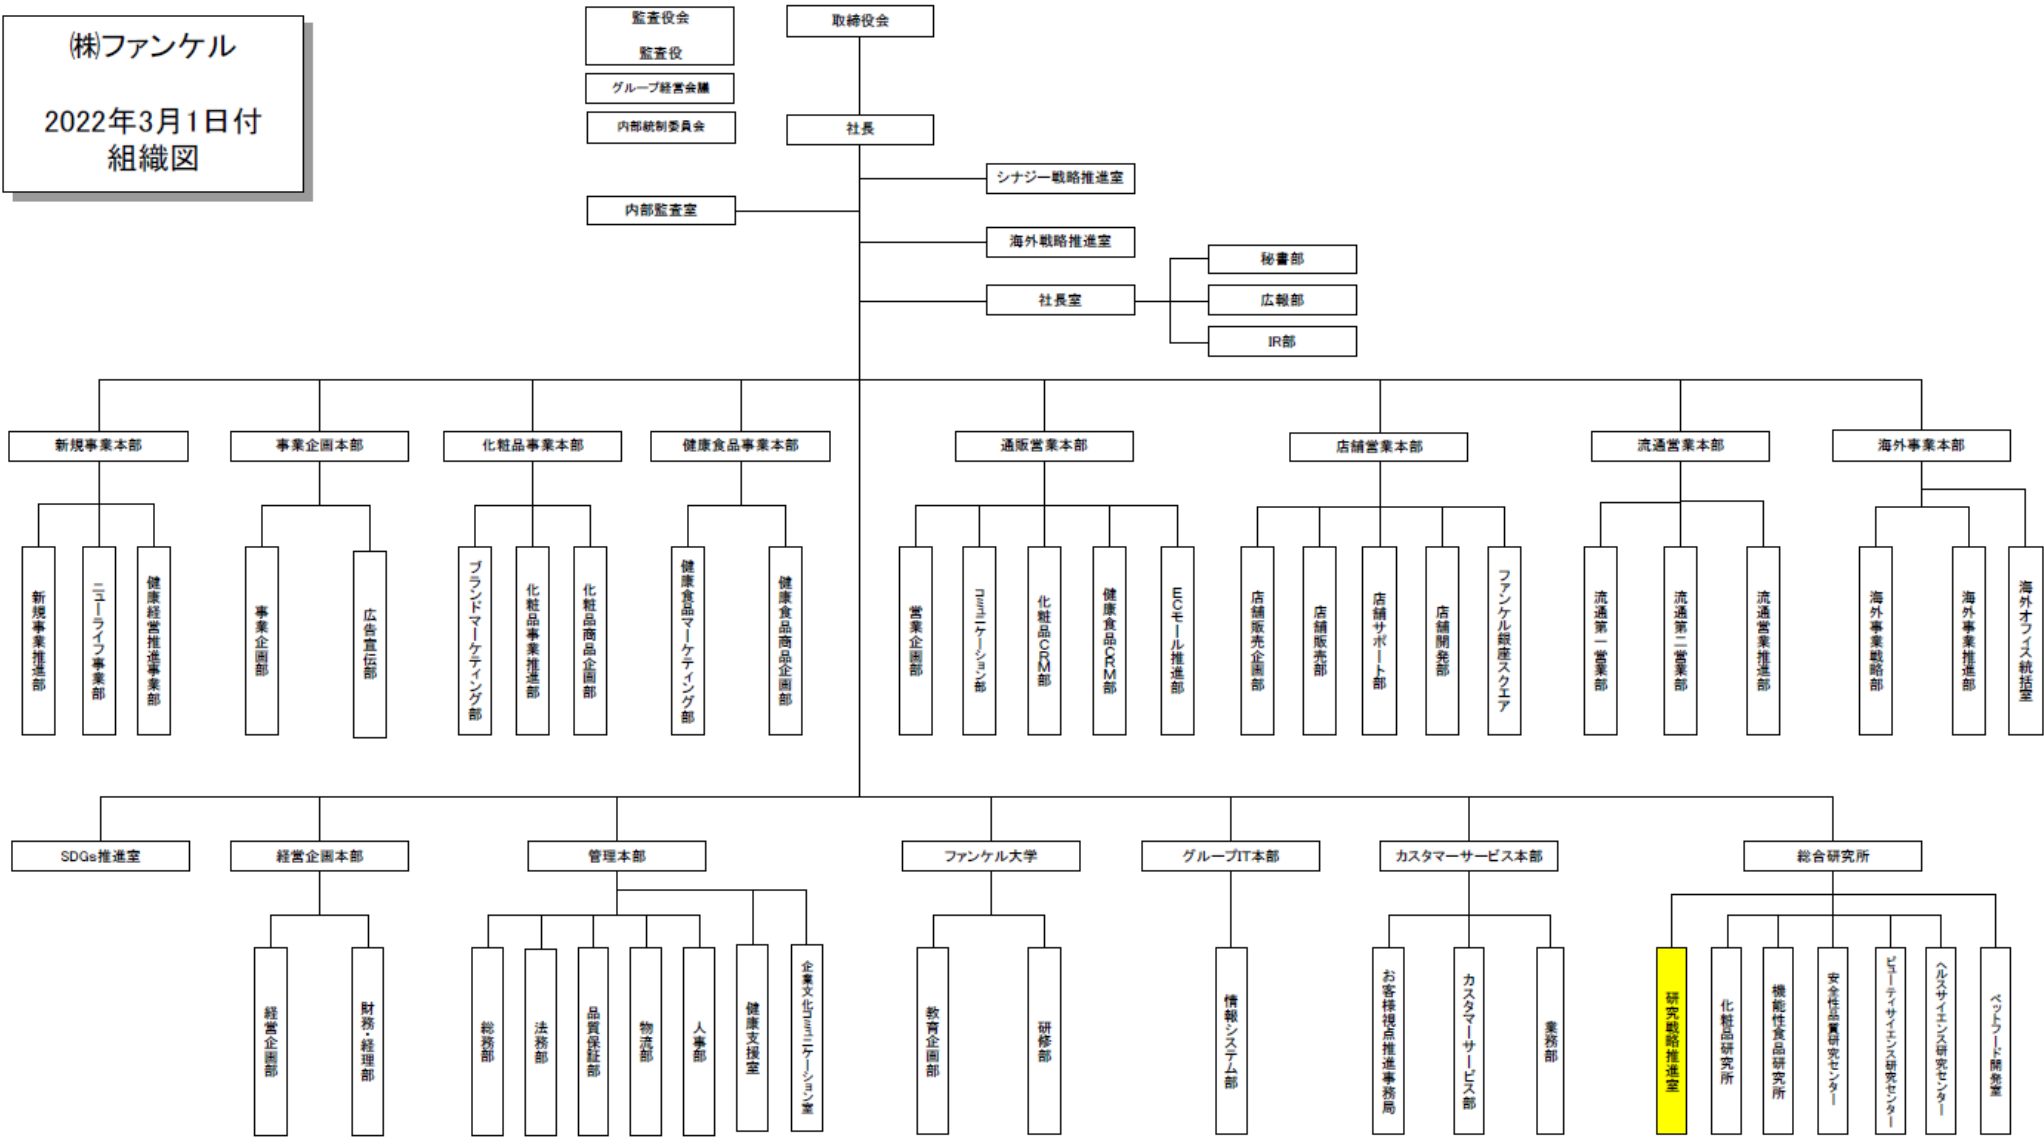 ㈱ファンケル
2022年3月1日付
組織図
監査役会
監査役
グループ経営会議
内部統制委員会
取締役会
社長
シナジー戦略推進室
内部監査室
海外戦略推進室
社長室
秘書部
広報部
IR部
新規事業本部
事業企画本部
化粧品事業本部
健康食品事業本部
通販営業本部
店舗営業本部
流通営業本部
海外事業本部
新規事業推進部
ニューライフ事業部
健康経営推進事業部
事業企画部
広告宣伝部
ブランドマーケティング部
化粧品事業推進部
化粧品商品企画部
健康食品マーケティング部
健康食品商品企画部
営業企画部
コミュニケーション部
化粧品CRM部
健康食品CRM部
ECモール推進部
店舗販売企画部
店舗販売部
店舗サポート部
店舗開発部
ファンケル銀座スクエア
流通第一営業部
流通第二営業部
流通営業推進部
海外事業戦略部
海外事業推進部
海外オフィス統括室
SDGs推進室
経営企画本部
管理本部
ファンケル大学
グループIT本部
カスタマーサービス本部
総合研究所
経営企画部
財務・経理部
総務部
法務部
品質保証部
物流部
人事部
健康支援室
企業文化コミュニケーション室
教育企画部
研修部
情報システム部
お客様視点推進事務局
カスタマーサービス部
業務部
研究戦略推進室
化粧品研究所
機能性食品研究所
安全性品質研究センター
ビューティサイエンス研究センター
ヘルスサイエンス研究センター
ペットフード開発室